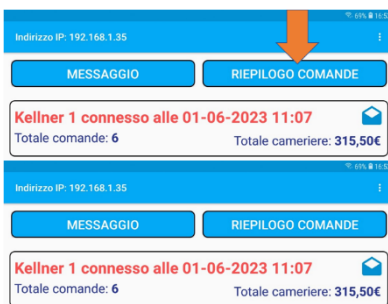 69% 16:5
Indirizzo IP: 192.168.1.35
MESSAGGIO RIEPILOGO COMANDE
Kellner 1 connesso alle 01-06-2023 11:07
Totale comande: 6 Totale cameriere: 315,50€
69% 16:5
Indirizzo IP: 192.168.1.35
MESSAGGIO RIEPILOGO COMANDE
Kellner 1 connesso alle 01-06-2023 11:07
Totale comande: 6 Totale cameriere: 315,50€